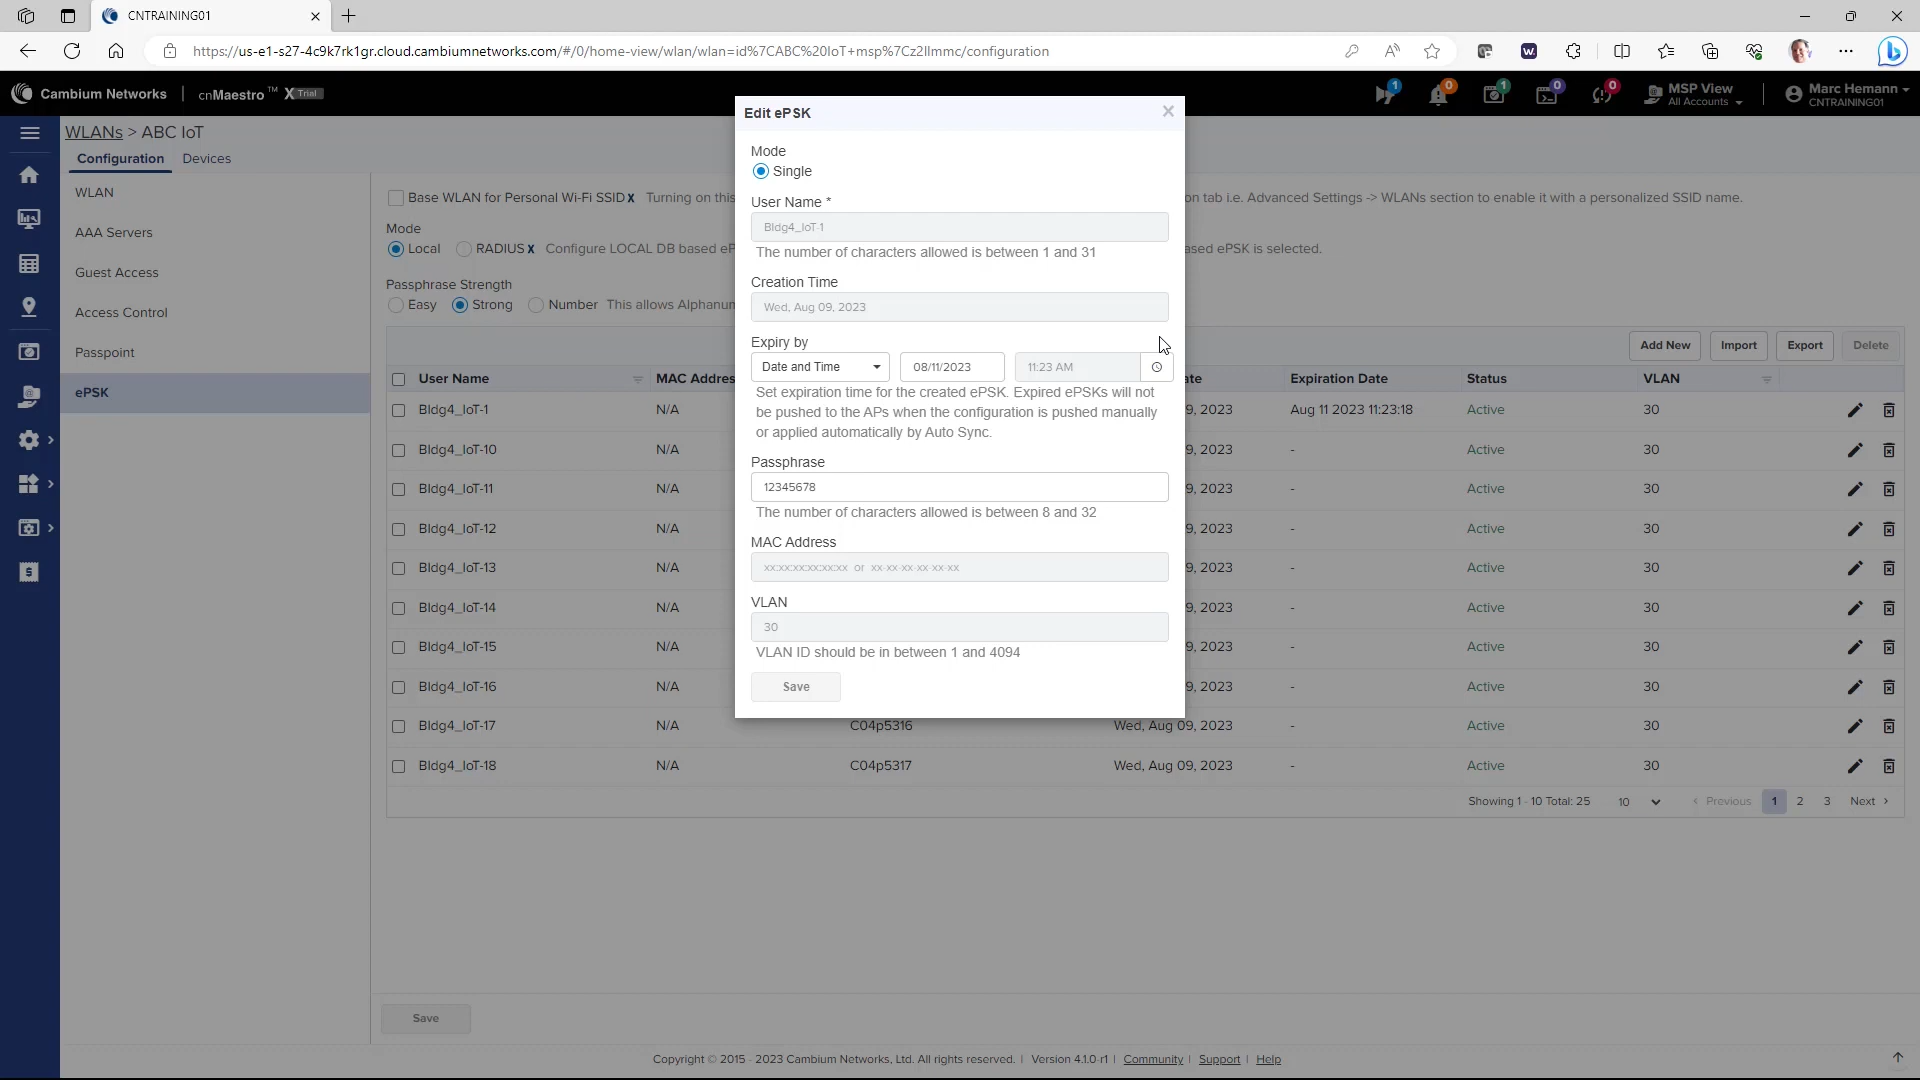 CNTRAINING01
https://us-e1-s27-4c9k7rk1gr.cloud.cambiumnetworks.com/#/0/home-view/wlan/wlan=id%7CABC%20IoT+msp%7Cz2llmmc/configuration
Cambium Networks | cnMaestro™ X Trial
1 0 1 0 0
MSP View
All Accounts
Marc Hemann
CNTRAINING01
WLANs > ABC IoT
Configuration Devices
WLAN
AAA Servers
Guest Access
Access Control
Passpoint
ePSK
Base WLAN for Personal Wi-Fi SSID X Turning on this
on tab i.e. Advanced Settings -> WLANs section to enable it with a personalized SSID name.
Mode
Local RADIUS X Configure LOCAL DB based eP
ased ePSK is selected.
Passphrase Strength
Easy Strong Number This allows Alphanum
Add New Import Export Delete
User Name MAC Addres ate Expiration Date Status VLAN
Bldg4_IoT-1 N/A 9, 2023 Aug 11 2023 11:23:18 Active 30
Bldg4_IoT-10 N/A 9, 2023 - Active 30
Bldg4_IoT-11 N/A 9, 2023 - Active 30
Bldg4_IoT-12 N/A 9, 2023 - Active 30
Bldg4_IoT-13 N/A 9, 2023 - Active 30
Bldg4_IoT-14 N/A 9, 2023 - Active 30
Bldg4_IoT-15 N/A 9, 2023 - Active 30
Bldg4_IoT-16 N/A 9, 2023 - Active 30
Bldg4_IoT-17 N/A C04p5316 Wed, Aug 09, 2023 - Active 30
Bldg4_IoT-18 N/A C04p5317 Wed, Aug 09, 2023 - Active 30
Showing 1 - 10 Total: 25 10 < Previous 1 2 3 Next >
Edit ePSK
Mode
Single
User Name *
Bldg4_IoT-1
The number of characters allowed is between 1 and 31
Creation Time
Wed, Aug 09, 2023
Expiry by
Date and Time 08/11/2023 11:23 AM
Set expiration time for the created ePSK. Expired ePSKs will not
be pushed to the APs when the configuration is pushed manually
or applied automatically by Auto Sync.
Passphrase
12345678
The number of characters allowed is between 8 and 32
MAC Address
xx:xx:xx:xx:xx:xx or xx-xx-xx-xx-xx-xx
VLAN
30
VLAN ID should be in between 1 and 4094
Save
Save
Copyright © 2015 - 2023 Cambium Networks, Ltd. All rights reserved. | Version 4.1.0-r1 | Community | Support | Help